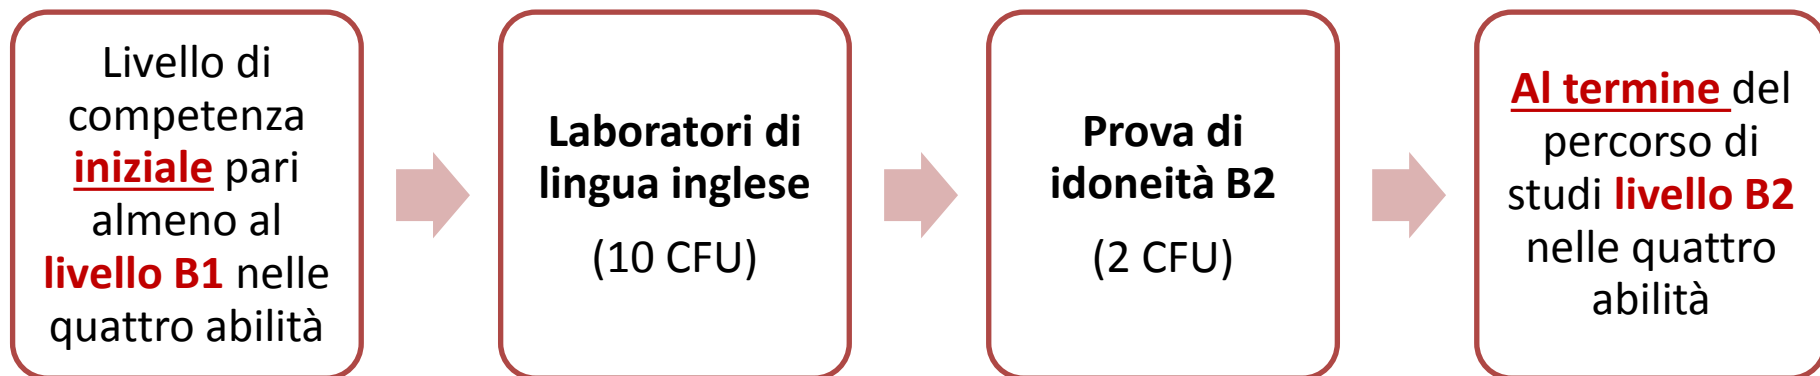 Livello di
competenza
iniziale pari
almeno al
livello B1 nelle
quattro abilità
Laboratori di
lingua inglese
(10 CFU)
Prova di
idoneità B2
(2 CFU)
Al termine del
percorso di
studi livello B2
nelle quattro
abilità